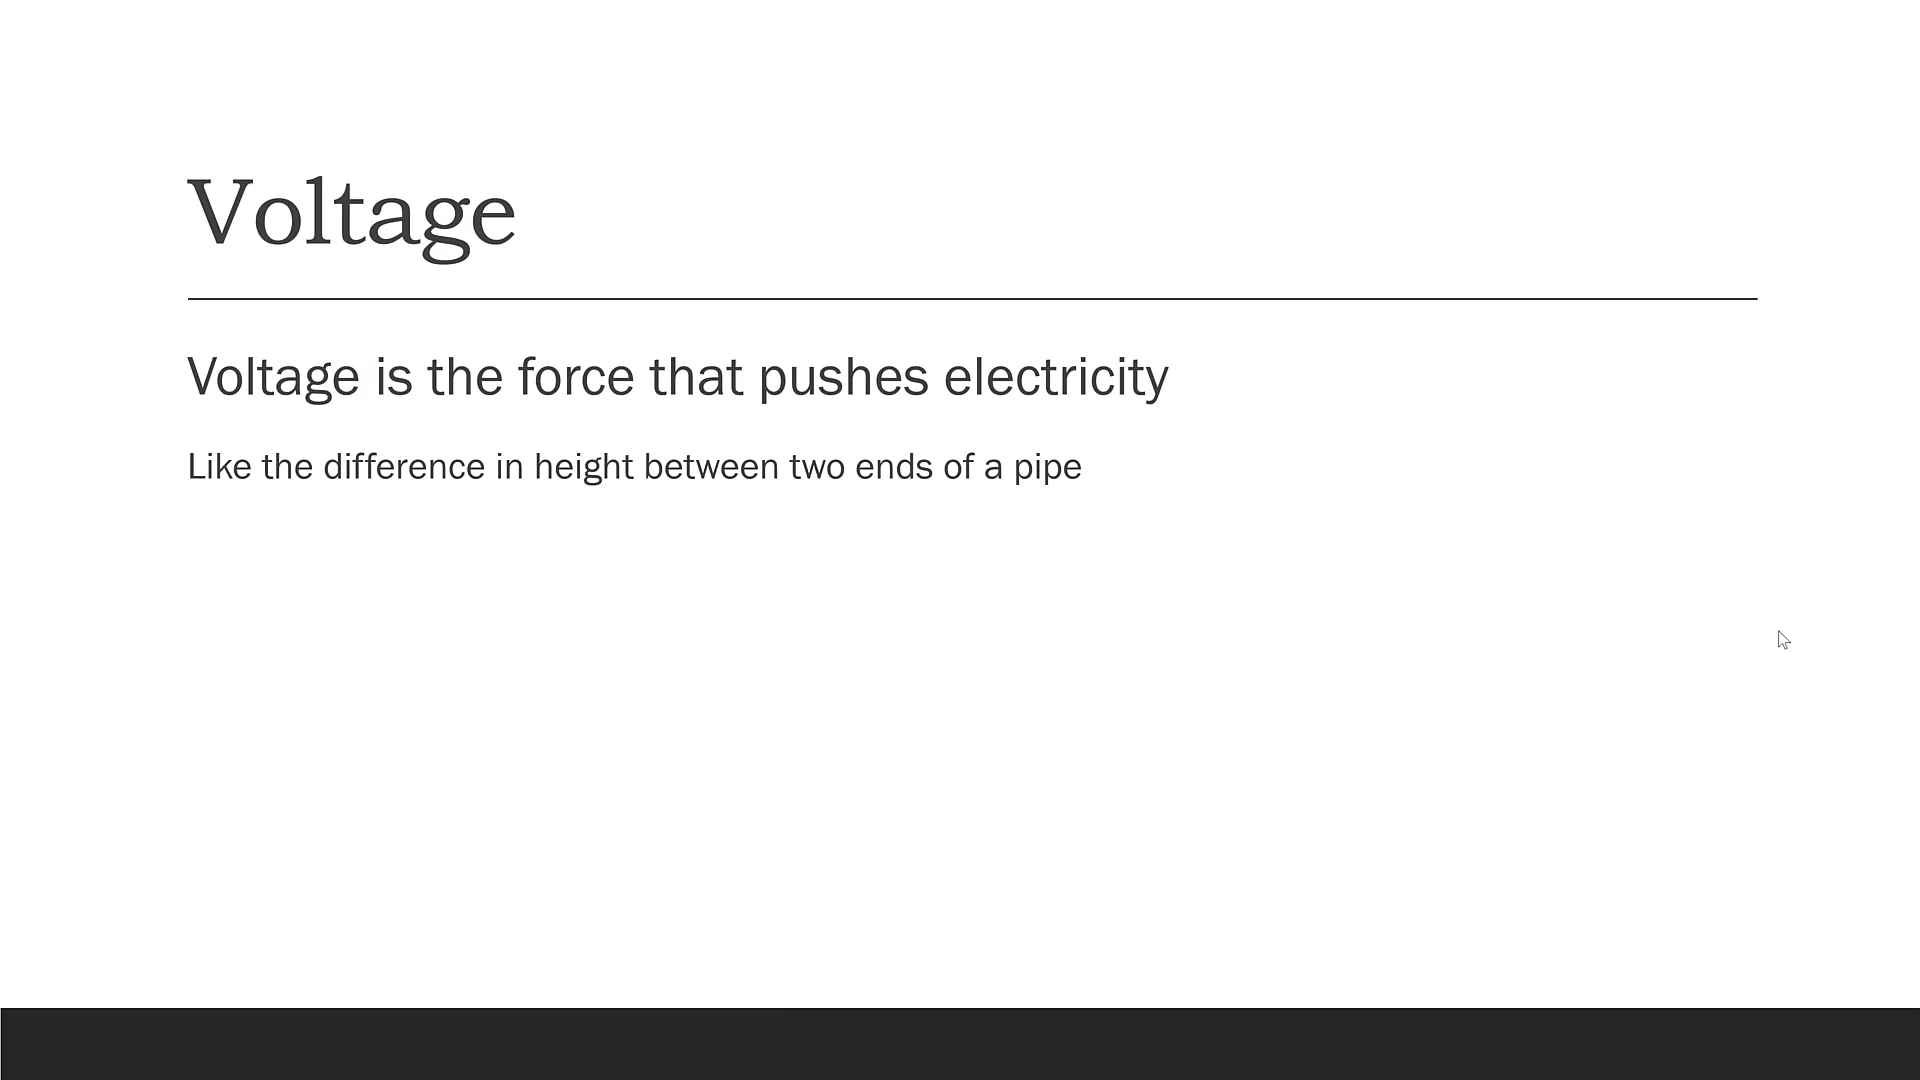 Voltage
Voltage is the force that pushes electricity
Like the difference in height between two ends of a pipe